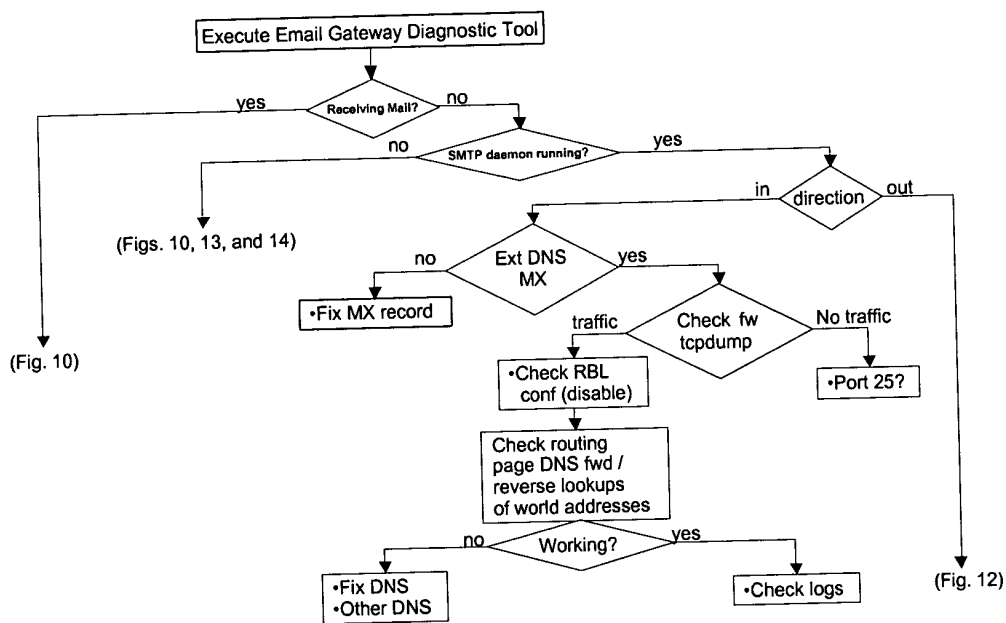 Execute Email Gateway Diagnostic Tool
yes
Receiving Mail?
no
no
SMTP daemon running?
yes
in
direction
out
(Figs. 10, 13, and 14)
no
Ext DNS
MX
yes
•Fix MX record
traffic
Check fw
tcpdump
No traffic
(Fig. 10)
•Check RBL
conf (disable)
•Port 25?
Check routing
page DNS fwd /
reverse lookups
of world addresses
no
Working?
yes
•Fix DNS
•Other DNS
•Check logs
(Fig. 12)